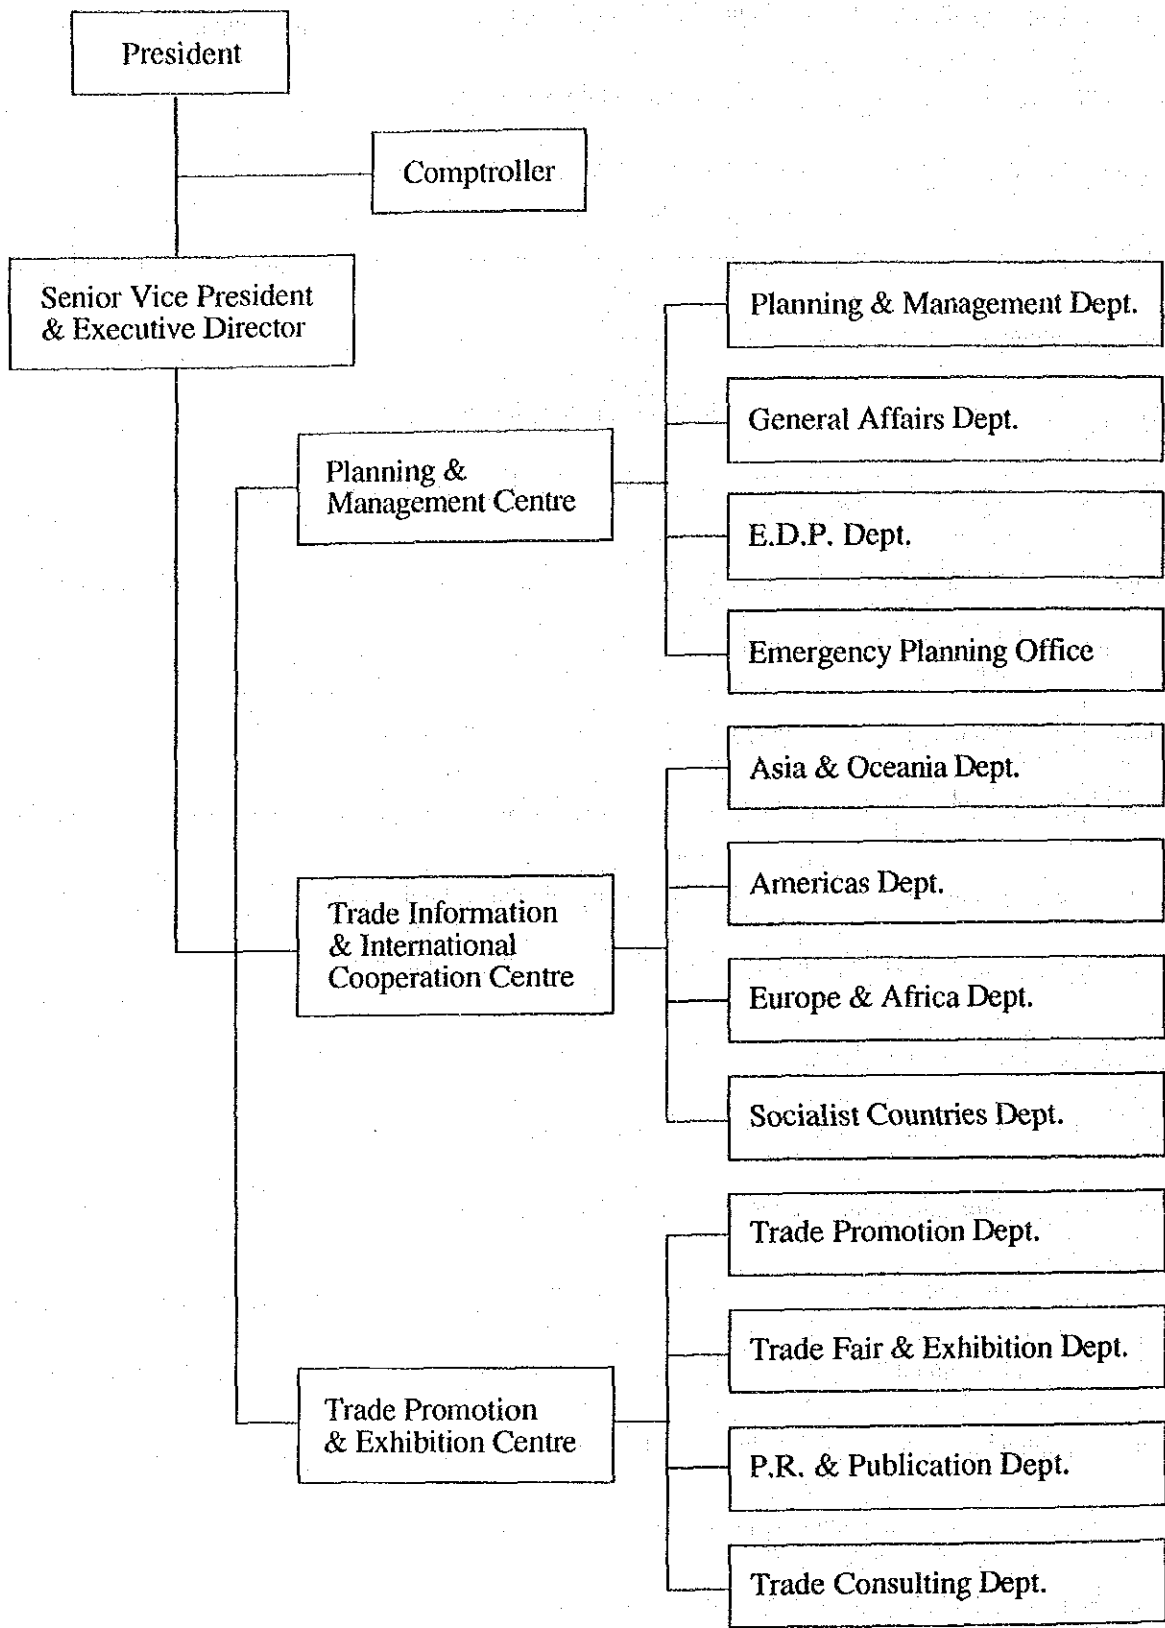 President
Comptroller
Senior Vice President
& Executive Director
Planning & Management Dept.
General Affairs Dept.
Planning &
Management Centre
E.D.P. Dept.
Emergency Planning Office
Asia & Oceania Dept.
Americas Dept.
Trade Information
& International
Cooperation Centre
Europe & Africa Dept.
Socialist Countries Dept.
Trade Promotion Dept.
Trade Fair & Exhibition Dept.
Trade Promotion
& Exhibition Centre
P.R. & Publication Dept.
Trade Consulting Dept.